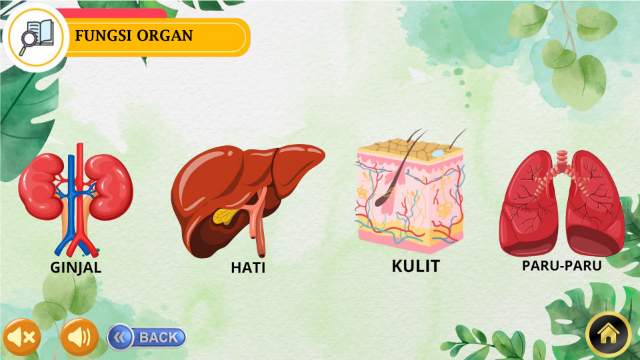 FUNGSI ORGAN
GINJAL
HATI
KULIT
PARU-PARU
BACK